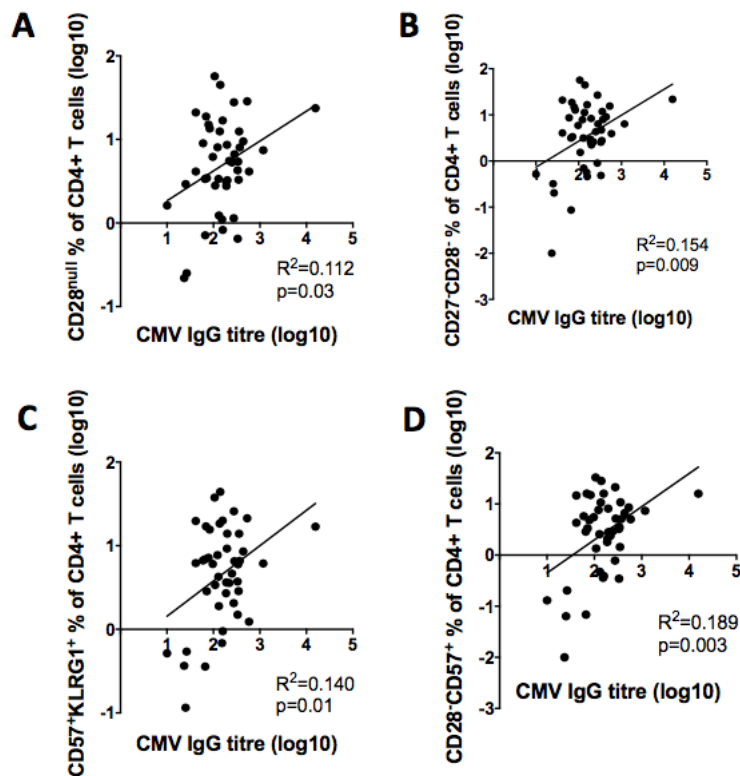 A
CD28null % of CD4+ T cells (log10)
2
1
0
-1
1 2 3 4 5
R2=0.112
p=0.03
CMV IgG titre (log10)
B
CD27-CD28- % of CD4+ T cells (log10)
2
1
0
-1
-2
-3
1 2 3 4 5
R2=0.154
p=0.009
CMV IgG titre (log10)
C
CD57+KLRG1+ % of CD4+ T cells (log10)
2
1
0
-1
1 2 3 4 5
R2=0.140
p=0.01
CMV IgG titre (log10)
D
CD28-CD57+ % of CD4+ T cells (log10)
2
1
0
-1
-2
-3
1 2 3 4 5
R2=0.189
p=0.003
CMV IgG titre (log10)